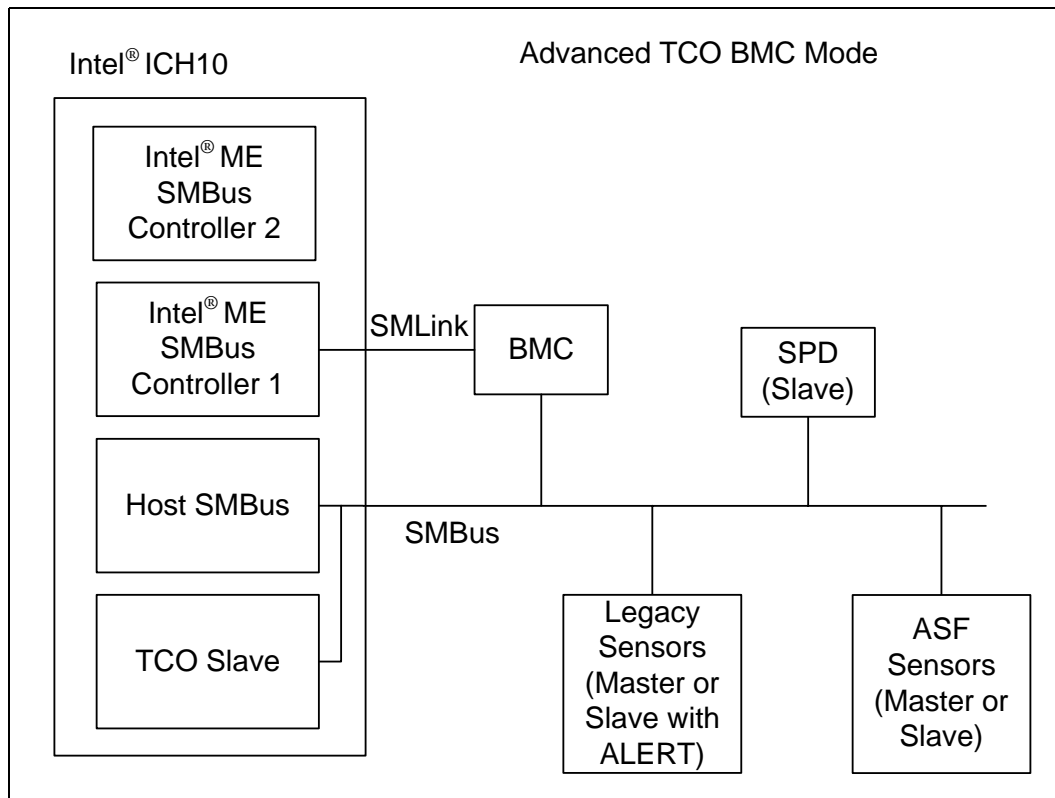 Advanced TCO BMC Mode
Intel® ICH10
Intel® ME
SMBus
Controller 2
Intel® ME
SMBus
Controller 1
SMLink
BMC
SPD
(Slave)
Host SMBus
SMBus
TCO Slave
Legacy
Sensors
(Master or
Slave with
ALERT)
ASF
Sensors
(Master or
Slave)